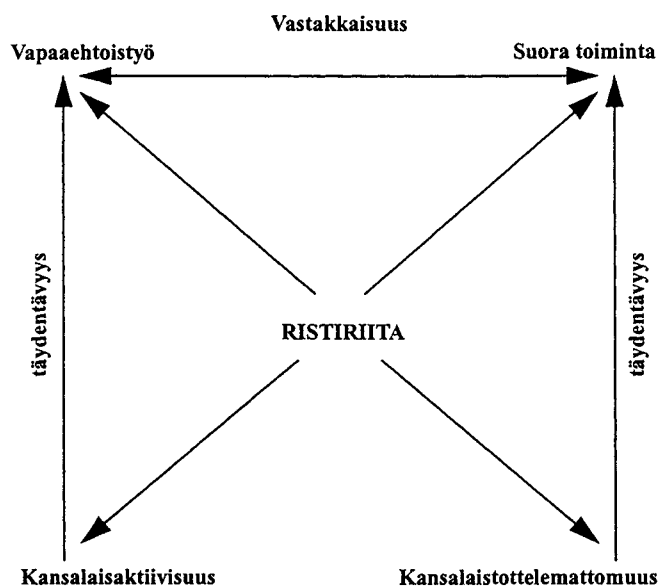 Vastakkaisuus
Vapaaehtoistyö
Suora toiminta
täydentävyys
RISTIRIITA
täydentävyys
Kansalaisaktiivisuus
Kansalaistottelemattomuus